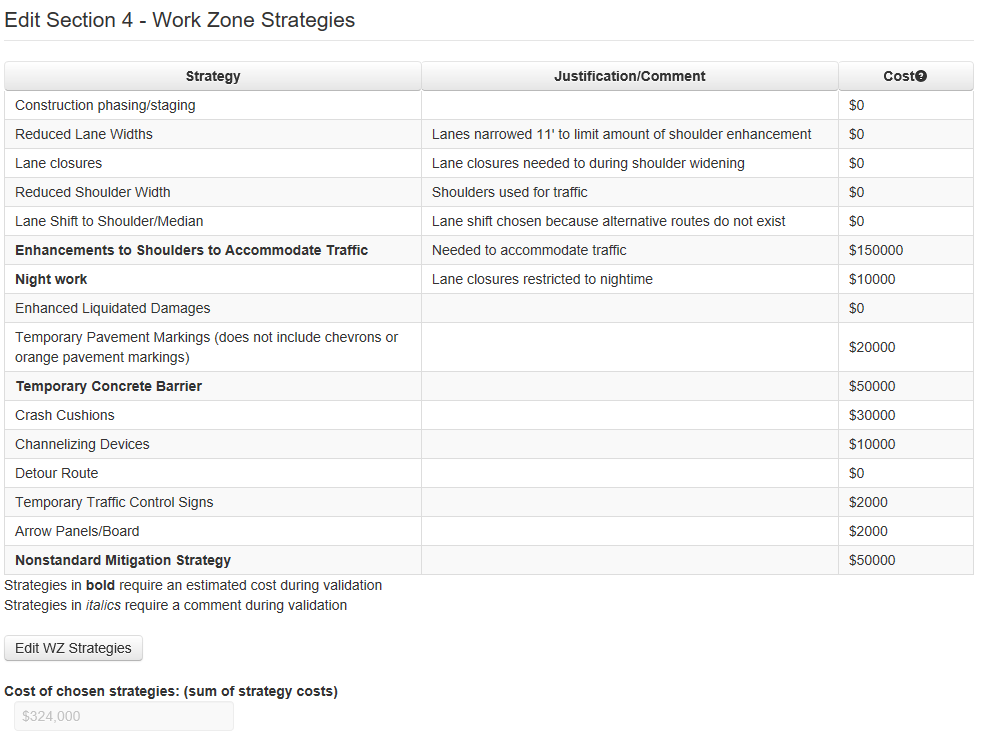 Edit Section 4 - Work Zone Strategies
Strategy Justification/Comment Cost?
Construction phasing/staging $0
Reduced Lane Widths Lanes narrowed 11' to limit amount of shoulder enhancement $0
Lane closures Lane closures needed to during shoulder widening $0
Reduced Shoulder Width Shoulders used for traffic $0
Lane Shift to Shoulder/Median Lane shift chosen because alternative routes do not exist $0
Enhancements to Shoulders to Accommodate Traffic Needed to accommodate traffic $150000
Night work Lane closures restricted to nightime $10000
Enhanced Liquidated Damages $0
Temporary Pavement Markings (does not include chevrons or
orange pavement markings) $20000
Temporary Concrete Barrier $50000
Crash Cushions $30000
Channelizing Devices $10000
Detour Route $0
Temporary Traffic Control Signs $2000
Arrow Panels/Board $2000
Nonstandard Mitigation Strategy $50000
Strategies in bold require an estimated cost during validation
Strategies in italics require a comment during validation
Edit WZ Strategies
Cost of chosen strategies: (sum of strategy costs)
$324,000